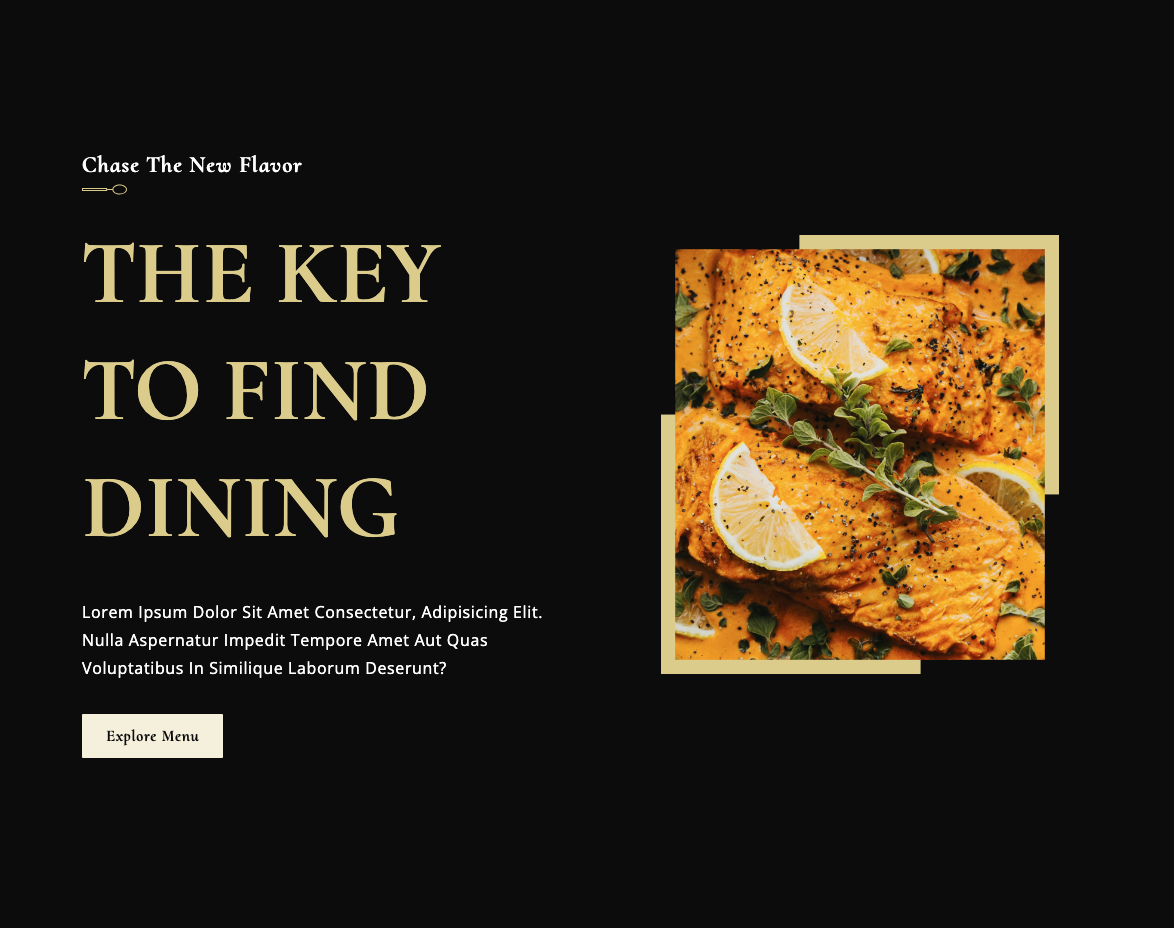 Chase The New Flavor
THE KEY
TO FIND
DINING
Lorem Ipsum Dolor Sit Amet Consectetur, Adipisicing Elit.
Nulla Aspernatur Impedit Tempore Amet Aut Quas
Voluptatibus In Similique Laborum Deserunt?
Explore Menu